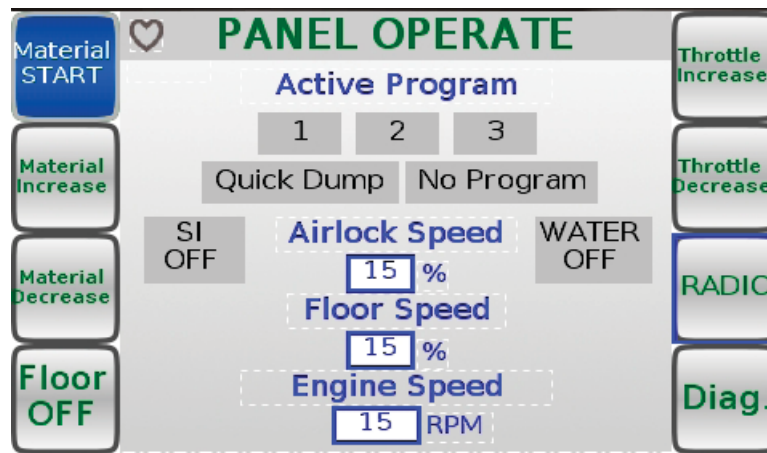 Material
START
PANEL OPERATE
Throttle
Increase
Active Program
1 2 3
Material
Increase
Quick Dump No Program
Throttle
Decrease
SI
OFF
Airlock Speed
WATER
OFF
15 %
Material
Decrease
Floor Speed
RADIO
15 %
Floor
OFF
Engine Speed
15 RPM
Diag.